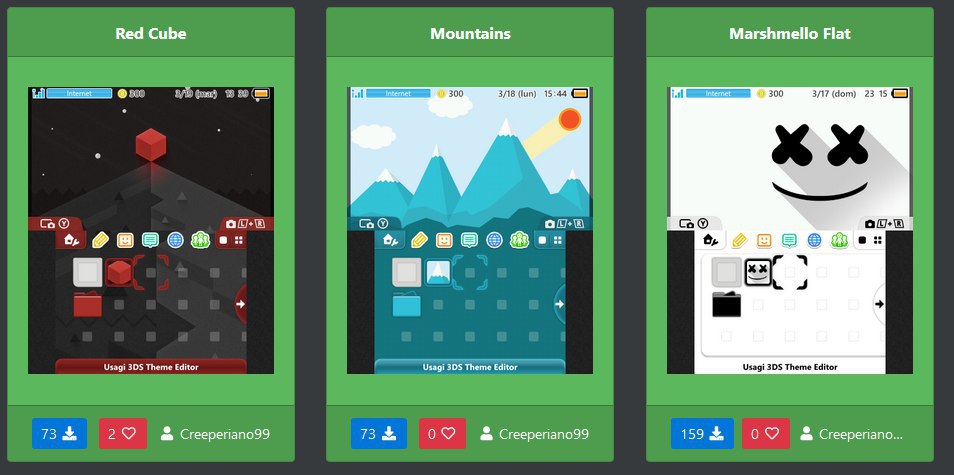 Red Cube
Internet 300 3/19 (mar) 13 39
Y L + R
Usagi 3DS Theme Editor
73 2 Creeperiano99
Mountains
Internet 300 3/18 (lun) 15:44
Y L + R
Usagi 3DS Theme Editor
73 0 Creeperiano99
Marshmello Flat
Internet 300 3/17 (dom) 23 15
Y L + R
Usagi 3DS Theme Editor
159 0 Creeperiano...